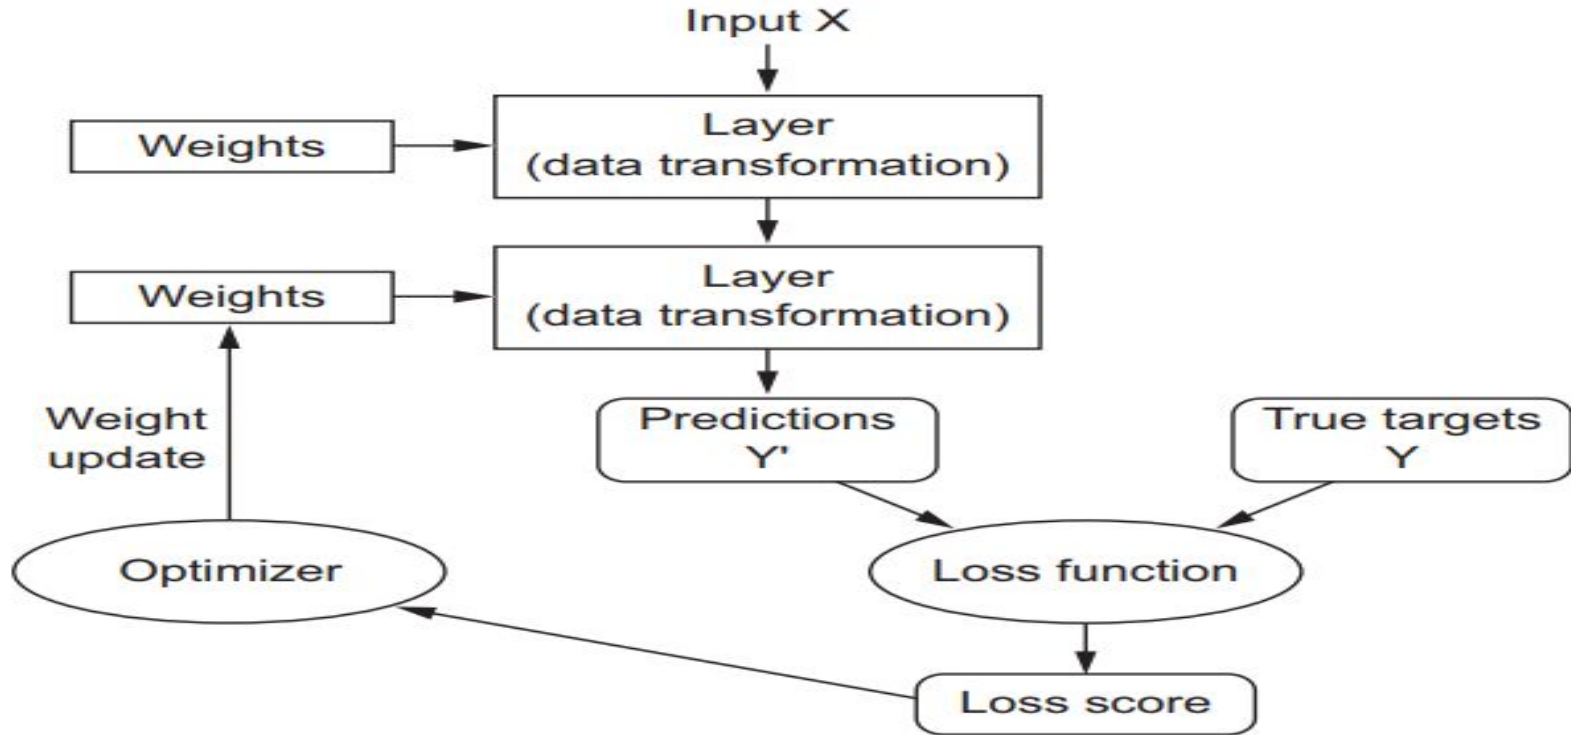 Input X
Weights
Layer
(data transformation)
Weights
Layer
(data transformation)
Weight
update
Predictions
Y'
True targets
Y
Optimizer
Loss function
Loss score